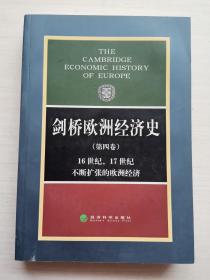 THE
CAMBRIDGE
ECONOMIC HISTORY
OF EUROPE
剑桥欧洲经济史
(第四卷)
16世纪、17世纪
不断扩张的欧洲经济
经济科学出版社